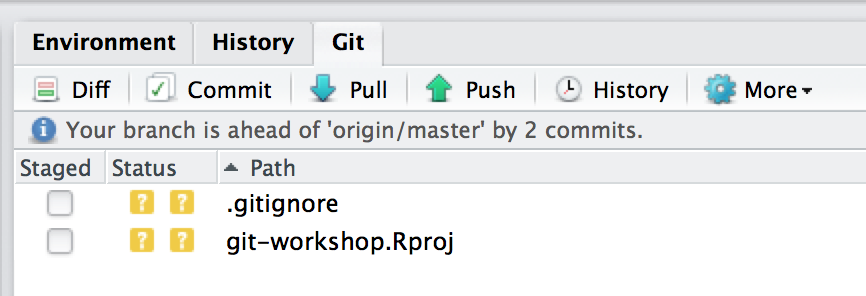 Environment History Git
Diff Commit Pull Push History More
Your branch is ahead of 'origin/master' by 2 commits.
Staged Status Path
? ? .gitignore
? ? git-workshop.Rproj